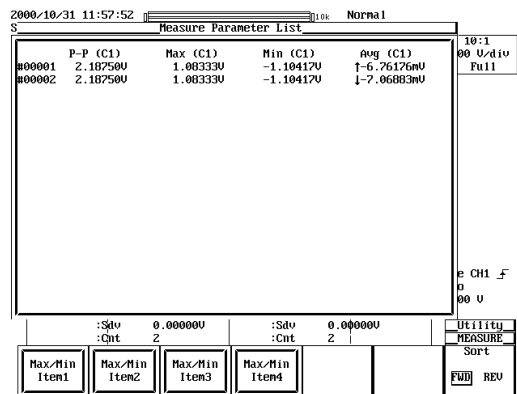 2000/10/31 11:57:52 10k Normal
S Measure Parameter List
10:1
00 V/div
Full
P-P (C1) Max (C1) Min (C1) Avg (C1)
#00001 2.18750V 1.08333V -1.10417V ↑-6.76176mV
#00002 2.18750V 1.08333V -1.10417V ↓-7.06883mV
e CH1
o
00 V
:Sdv 0.00000V :Sdv 0.00000V
:Cnt 2 :Cnt 2
Utility
MEASURE
Max/Min Item1
Max/Min Item2
Max/Min Item3
Max/Min Item4
Sort
FWD REV